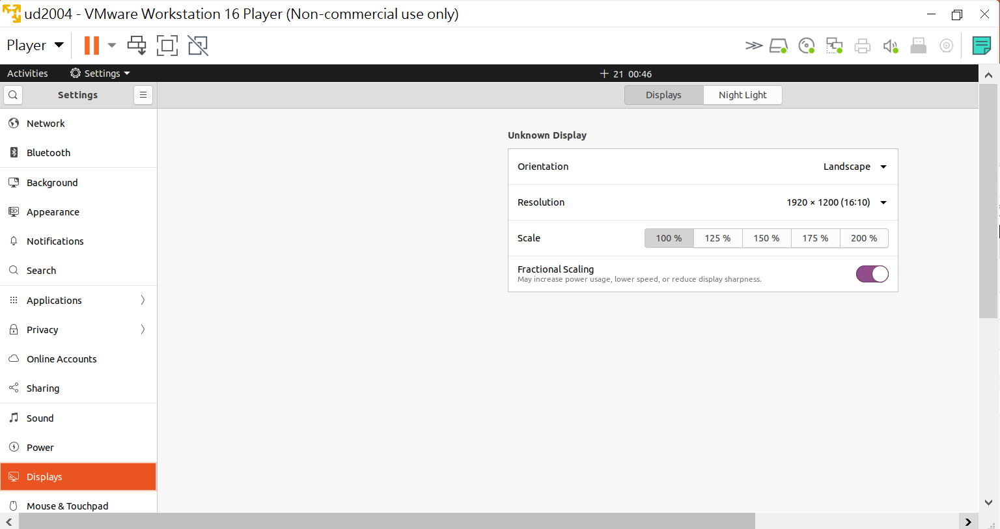 ud2004 - VMware Workstation 16 Player (Non-commercial use only)
Player
Activities
Settings
21 00:46
Settings
Displays
Night Light
Network
Bluetooth
Background
Appearance
Notifications
Search
Applications
Privacy
Online Accounts
Sharing
Sound
Power
Displays
Mouse & Touchpad
Unknown Display
Orientation
Landscape
Resolution
1920 × 1200 (16:10)
Scale
100 %
125 %
150 %
175 %
200 %
Fractional Scaling
May increase power usage, lower speed, or reduce display sharpness.